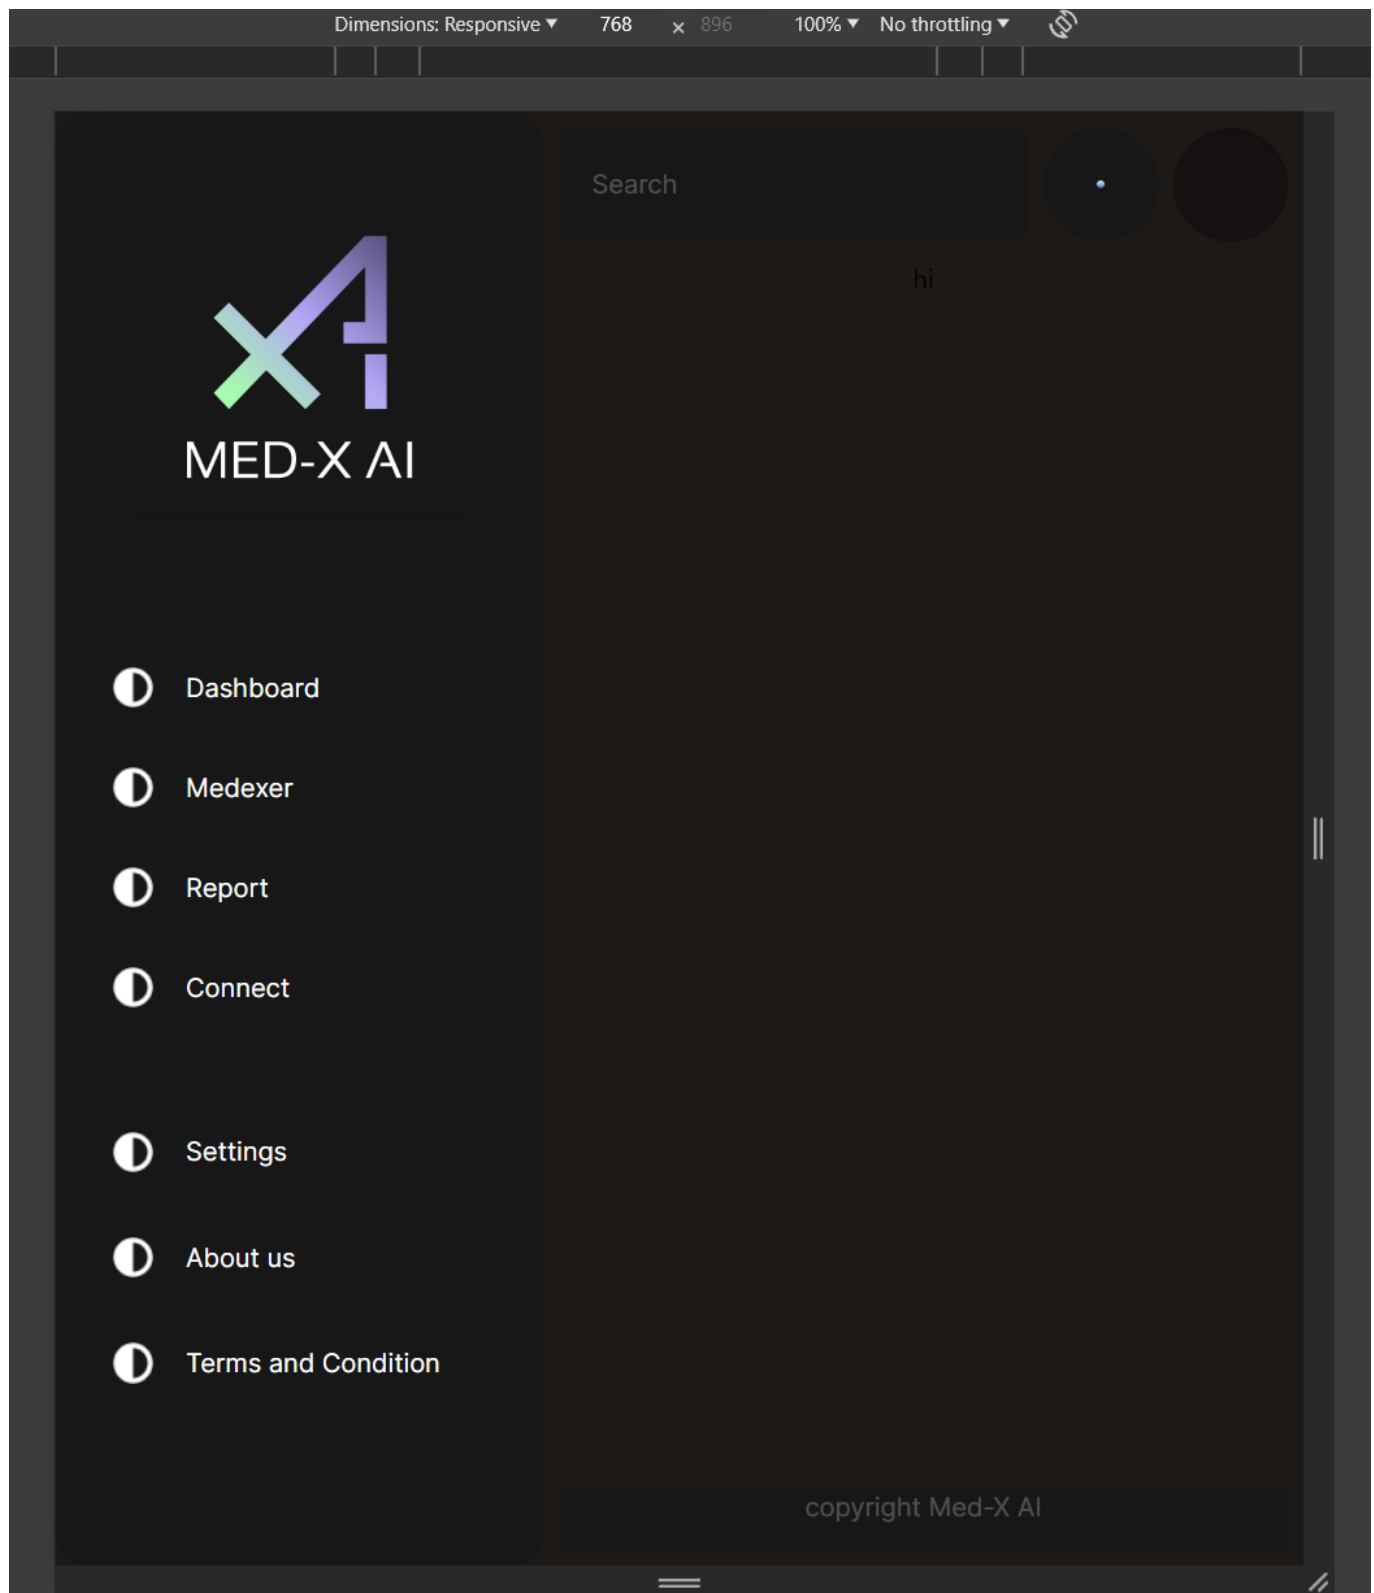 Dimensions: Responsive 768 x 896 100% No throttling
Search
hi
MED-X AI
Dashboard
Medexer
Report
Connect
Settings
About us
Terms and Condition
copyright Med-X AI